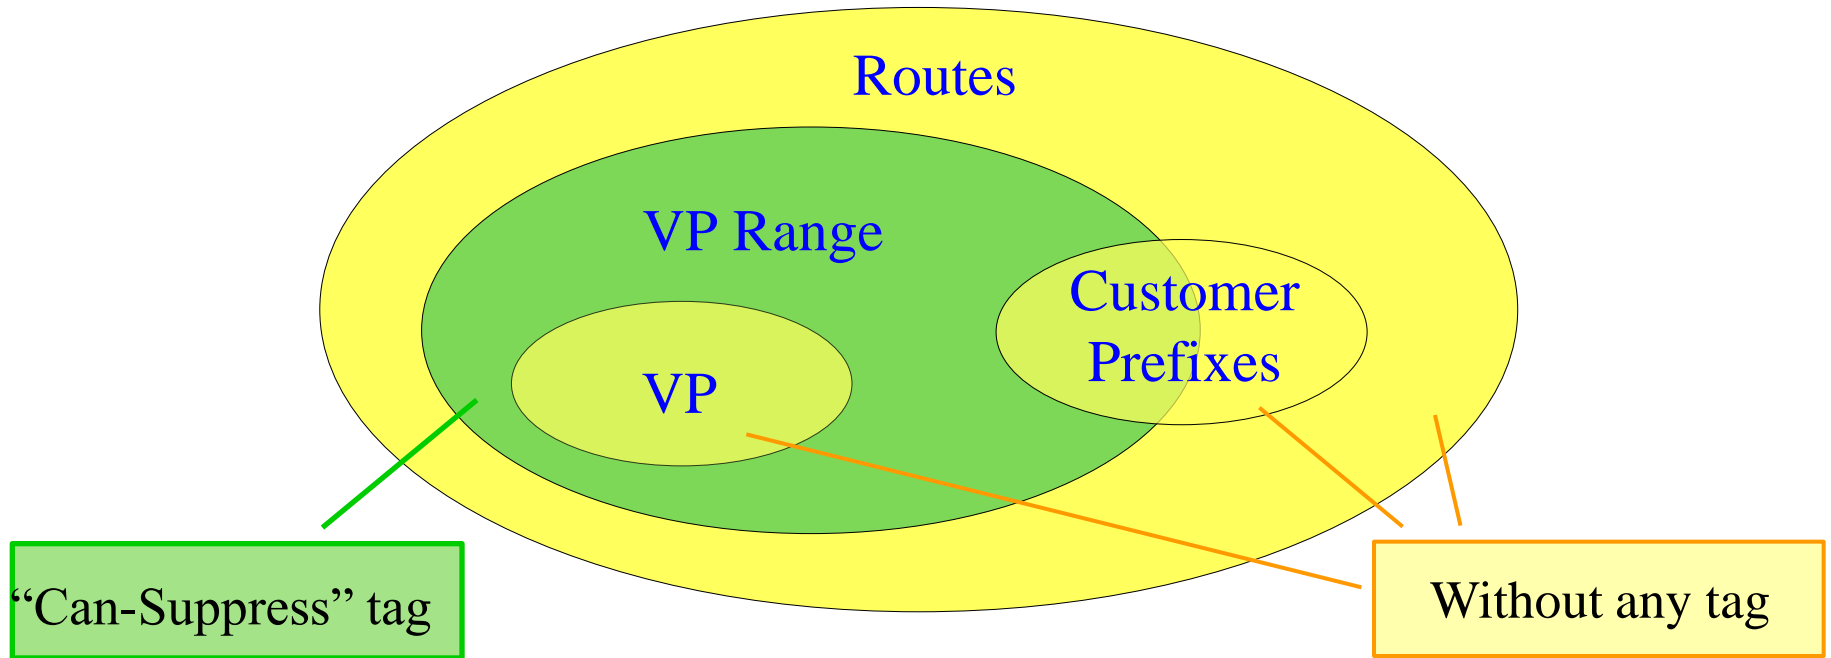 Routes
VP Range
Customer
Prefixes
VP
“Can-Suppress” tag
Without any tag